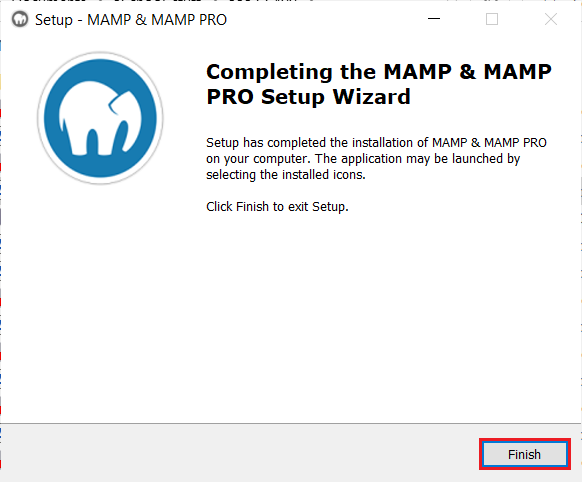 Setup - MAMP & MAMP PRO
Completing the MAMP & MAMP
PRO Setup Wizard
Setup has completed the installation of MAMP & MAMP PRO
on your computer. The application may be launched by
selecting the installed icons.
Click Finish to exit Setup.
Finish